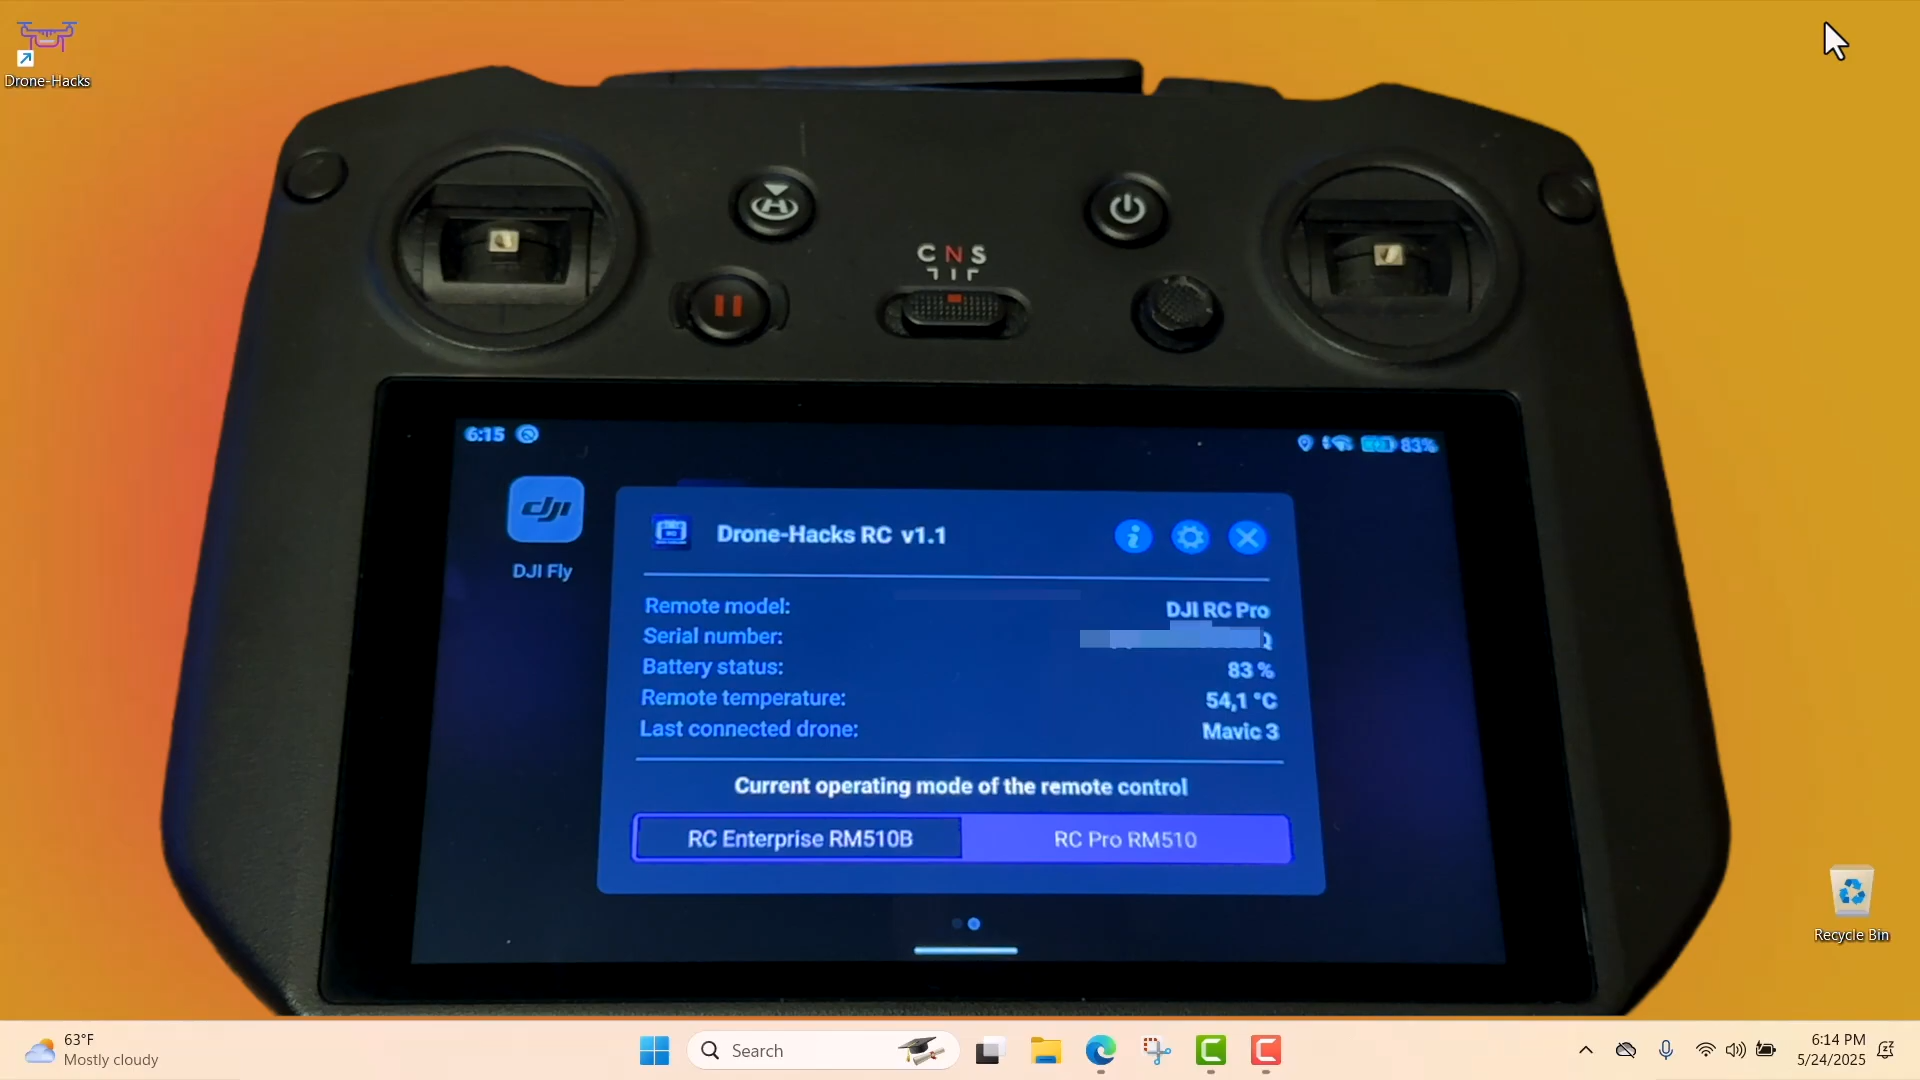 Drone-Hacks
C N S
6:15
83%
dji
DJI Fly
Drone-Hacks RC v1.1
Remote model: DJI RC Pro
Serial number:
Battery status: 83 %
Remote temperature: 54,1 °C
Last connected drone: Mavic 3
Current operating mode of the remote control
RC Enterprise RM510B RC Pro RM510
Recycle Bin
63°F
Mostly cloudy
Search
6:14 PM
5/24/2025